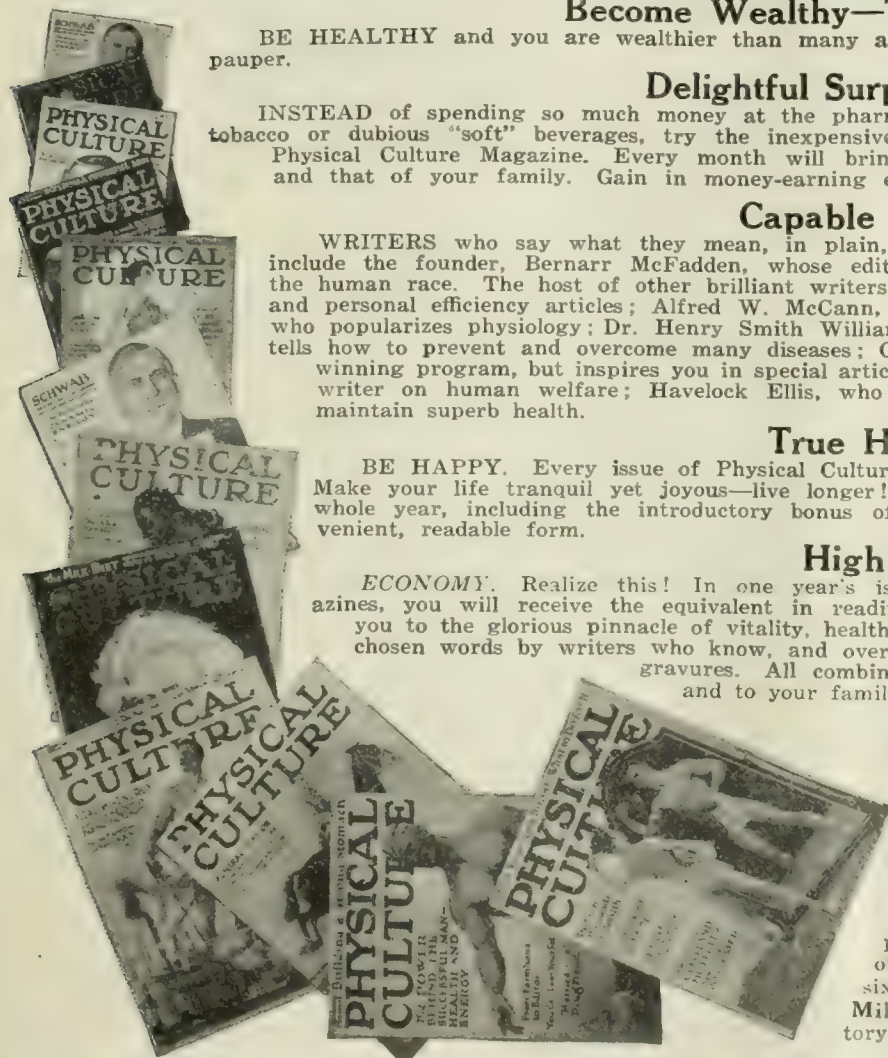 Become Wealthy—
BE HEALTHY and you are wealthier than many a
pauper.
Delightful Surp
INSTEAD of spending so much money at the pharm
tobacco or dubious "soft" beverages, try the inexpensive
Physical Culture Magazine. Every month will brin
and that of your family. Gain in money-earning e
Capable
WRITERS who say what they mean, in plain,
include the founder, Bernarr McFadden, whose edit
the human race. The host of other brilliant writers
and personal efficiency articles; Alfred W. McCann,
who popularizes physiology; Dr. Henry Smith Willian
tells how to prevent and overcome many diseases; C
winning program, but inspires you in special artic
writer on human welfare; Havelock Ellis, who
maintain superb health.
True H
BE HAPPY. Every issue of Physical Cultur
Make your life tranquil yet joyous—live longer!
whole year, including the introductory bonus of
venient, readable form.
High
ECONOMY. Realize this! In one year's is
azines, you will receive the equivalent in readi
you to the glorious pinnacle of vitality, health
chosen words by writers who know, and over
gravures. All combin
and to your famil
SCHWAB
PHYSICAL
CULTURE
PHYSICAL
CULTURE
PHYSICAL
CULTURE
SCHWAB
PHYSICAL
CULTURE
PHYSICAL
CULTURE
PHYSICAL
CULTURE
PHYSICAL
CULTURE
Building a Strong Stomach
PHYSICAL
CULTURE
THE POWER
BEHIND THE
SUCCESSFUL MAN—
HEALTH AND
ENERGY
PHYSICAL
CULTURE
o
six
Mil
tory